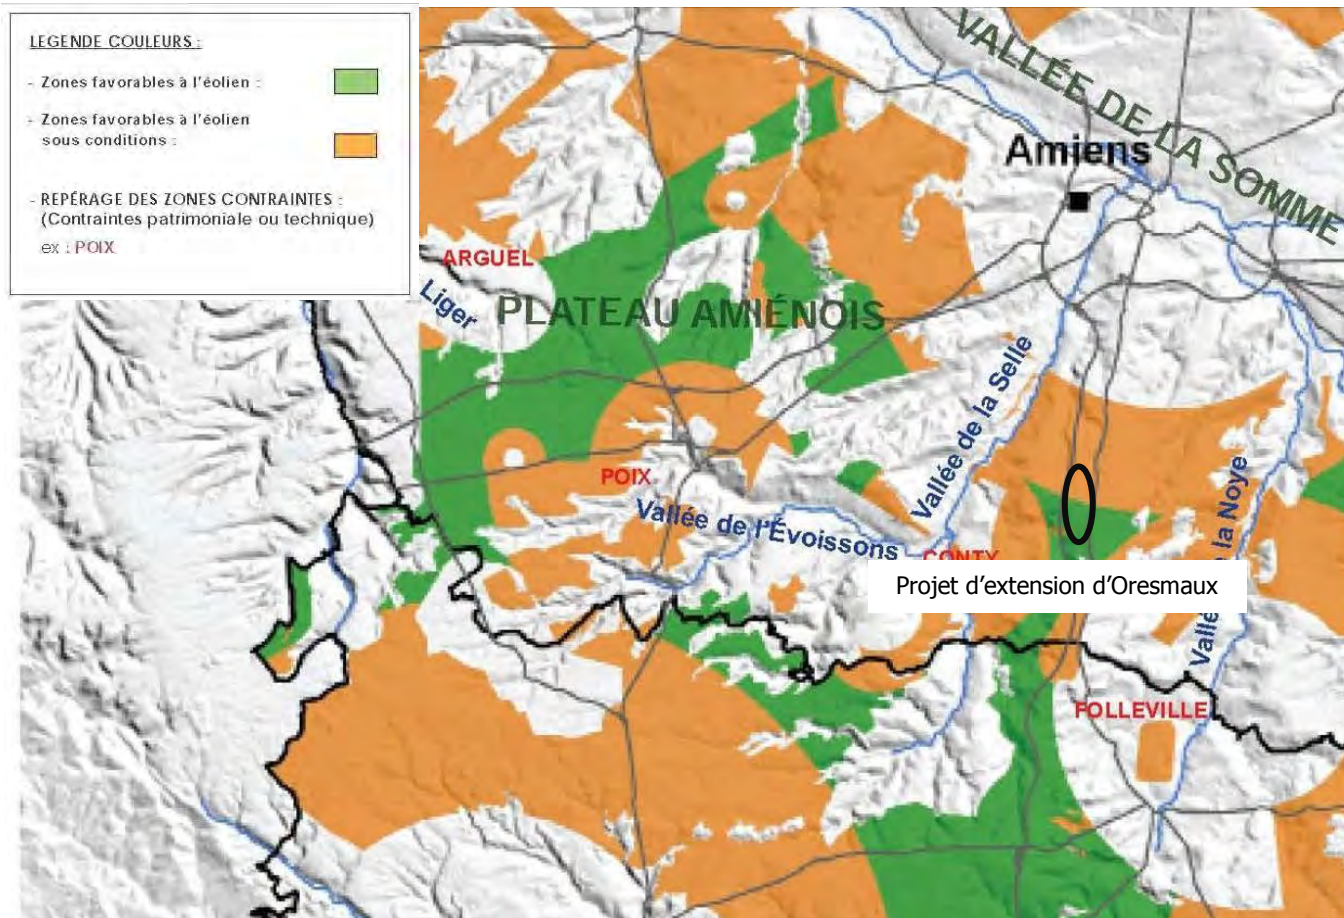 LEGENDE COULEURS :
- Zones favorables à l'éolien :
- Zones favorables à l'éolien
sous conditions :
- REPÉRAGE DES ZONES CONTRAINTES :
(Contraintes patrimoniale ou technique)
ex : POIX
VALLÉE DE LA SOMME
Amiens
ARGUEL
Liger
PLATEAU AMIÉNOIS
Vallée de la Selle
POIX
Vallée de l'Évoissons
CONTY
Projet d'extension d'Oresmaux
Vallée
la Noye
FOLLEVILLE